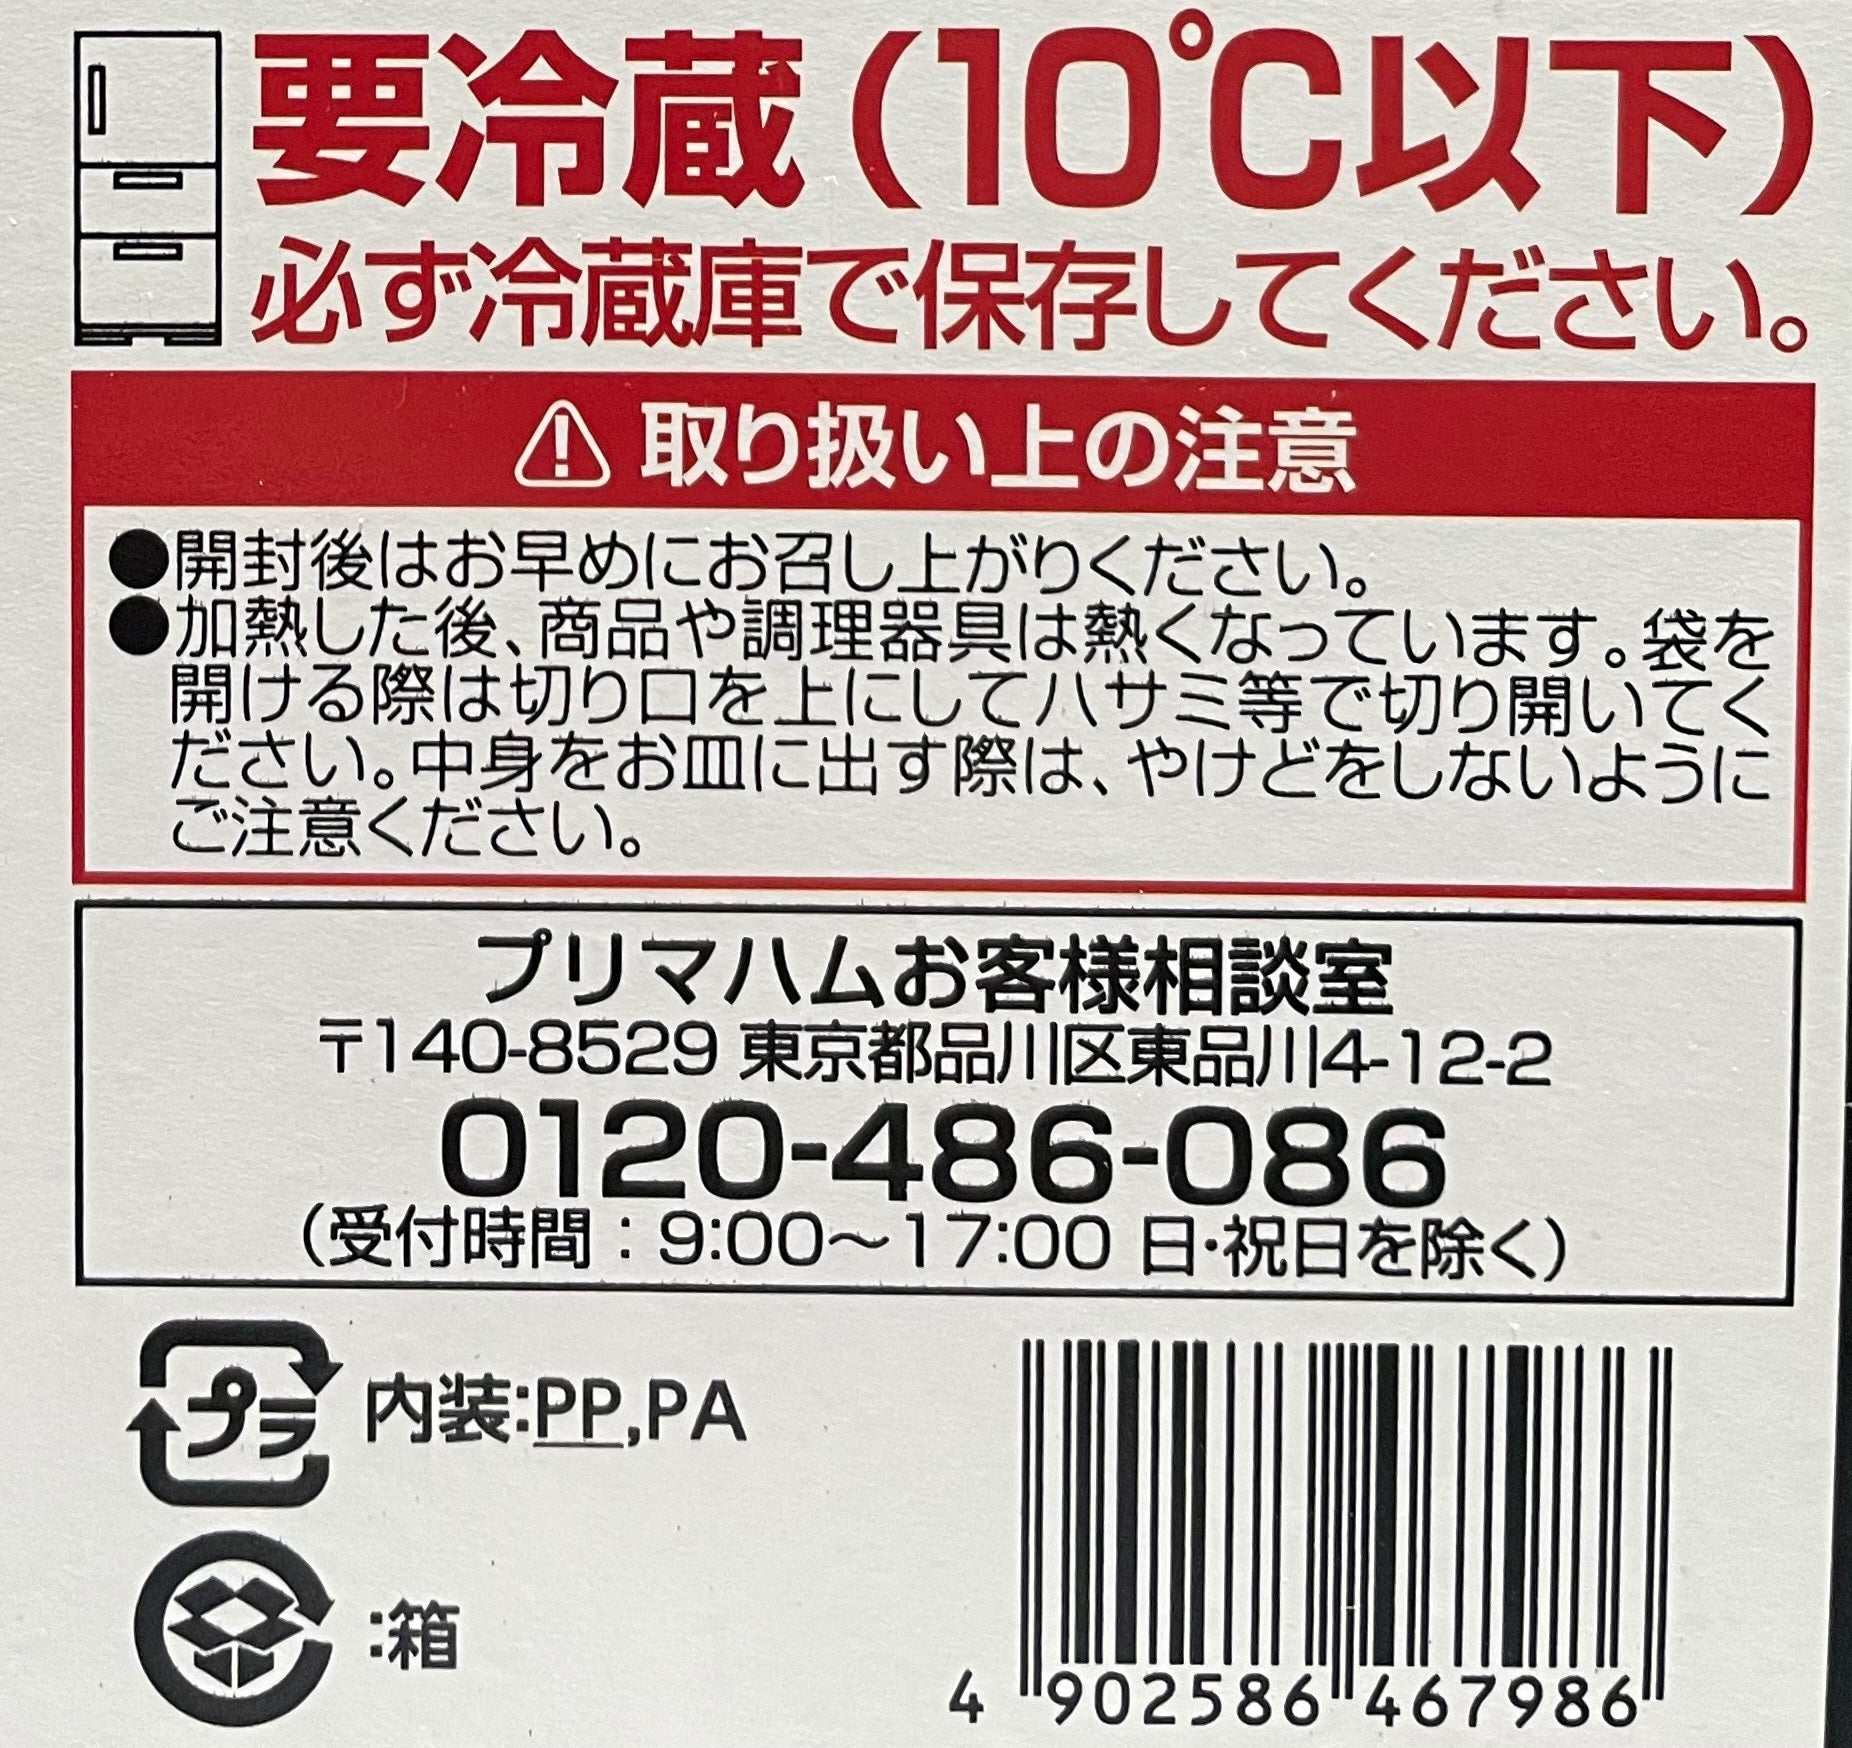 要冷蔵(10℃以下)
必ず冷蔵庫で保存してください。
取り扱い上の注意
●開封後はお早めにお召し上がりください。
●加熱した後、商品や調理器具は熱くなっています。袋を
開ける際は切り口を上にしてハサミ等で切り開いてく
ださい。中身をお皿に出す際は、やけどをしないように
ご注意ください。
プリマハムお客様相談室
〒140-8529 東京都品川区東品川4-12-2
0120-486-086
(受付時間:9:00〜17:00 日・祝日を除く)
プラ 内装:PP,PA
:箱
4 902586 467986